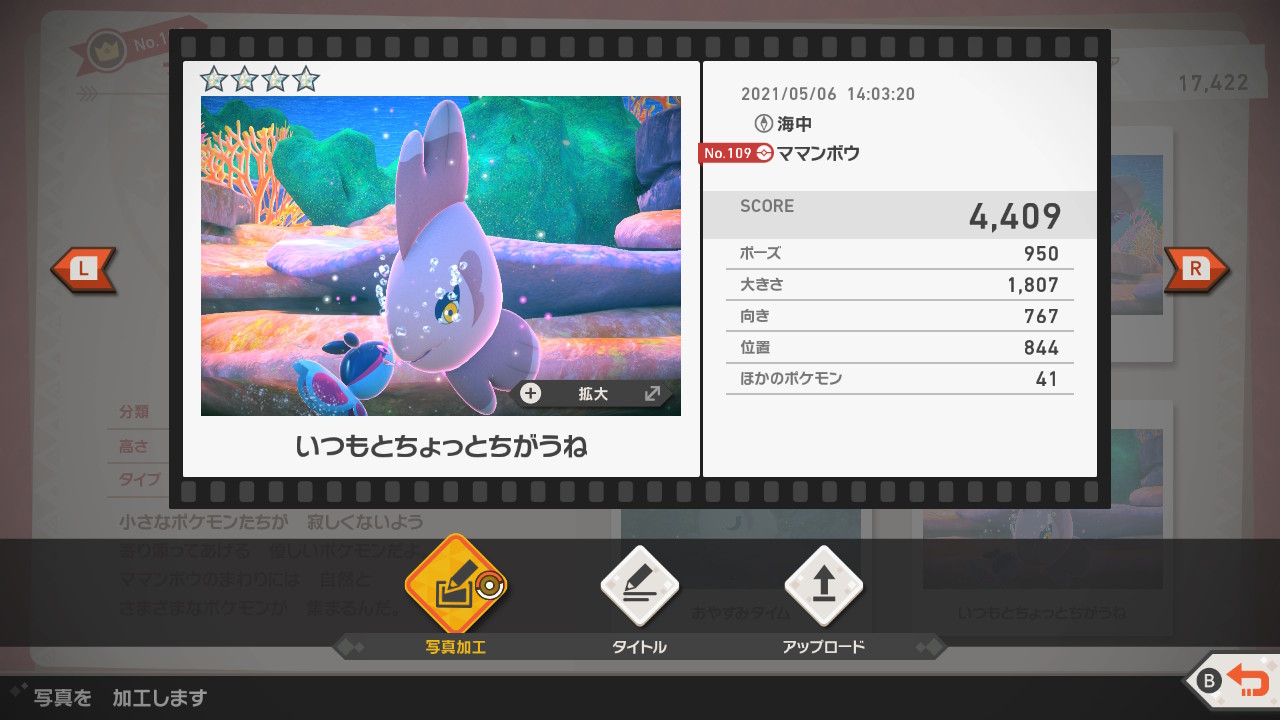 No.1
17,422
2021/05/06 14:03:20
海中
No.109 ママンボウ
SCORE 4,409
ポーズ 950
大きさ 1,807
向き 767
位置 844
ほかのポケモン 41
拡大
いつもとちょっとちがうね
L
R
分類
高さ
タイプ
小さなポケモンたちが 寂しくないよう
寄り添ってあげる 優しいポケモンだよ
ママンボウのまわりには 自然と
さまざまなポケモンが 集まるんだ。
おやすみタイム
いつもとちょっとちがうね
写真加工
タイトル
アップロード
B
写真を 加工します